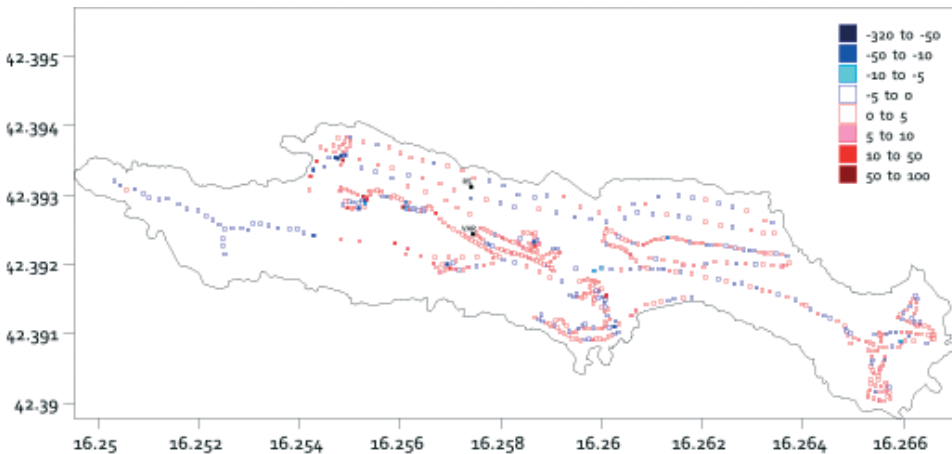 42.395
42.394
42.393
42.392
42.391
42.39
16.25 16.252 16.254 16.256 16.258 16.26 16.262 16.264 16.266
-320 to -50
-50 to -10
-10 to -5
-5 to 0
0 to 5
5 to 10
10 to 50
50 to 100